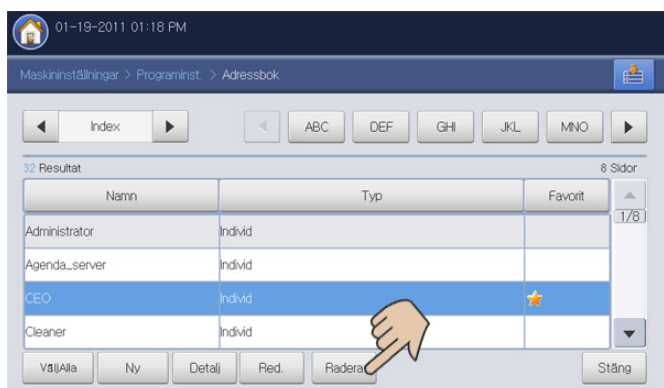 01-19-2011 01:18 PM
Maskininställningar > Programinst. > Adressbok
Index ABC DEF GHI JKL MNO
32 Resultat 8 Sidor
Namn Typ Favorit
1/8
Administrator Individ
Agenda_server Individ
CEO Individ
Cleaner Individ
VäljAlla Ny Detalj Red. Radera Stäng